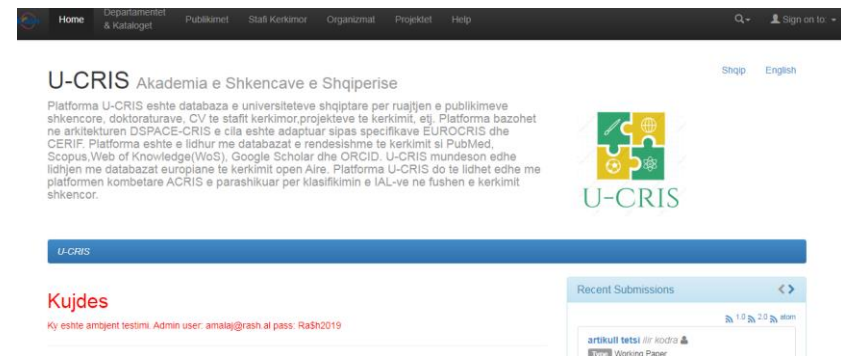 Home
Departamentet
& Kataloget
Publikimet
Stafi Kerkimor
Organizmat
Projektet
Help
Sign on to:
Shqip English
U-CRIS Akademia e Shkencave e Shqiperise
Platforma U-CRIS eshte databaza e universiteteve shqiptare per ruajtjen e publikimeve
shkencore, doktoraturave, CV te stafit kerkimor,projekteve te kerkimit, etj. Platforma bazohet
ne arkitekturen DSPACE-CRIS e cila eshte adaptuar sipas specifikave EUROCRIS dhe
CERIF. Platforma eshte e lidhur me databazat e rendesishme te kerkimit si PubMed,
Scopus,Web of Knowledge(WoS), Google Scholar dhe ORCID. U-CRIS mundeson edhe
lidhjen me databazat europiane te kerkimit open Aire. Platforma U-CRIS do te lidhet edhe me
platformen kombetare ACRIS e parashikuar per klasifikimin e IAL-ve ne fushen e kerkimit
shkencor.
U-CRIS
U-CRIS
Kujdes
Ky eshte ambjent testimi. Admin user: amalaj@rash.al pass: Ra$h2019
Recent Submissions
1.0 2.0 atom
artikull tetsi ilir kodra
Type Working Paper